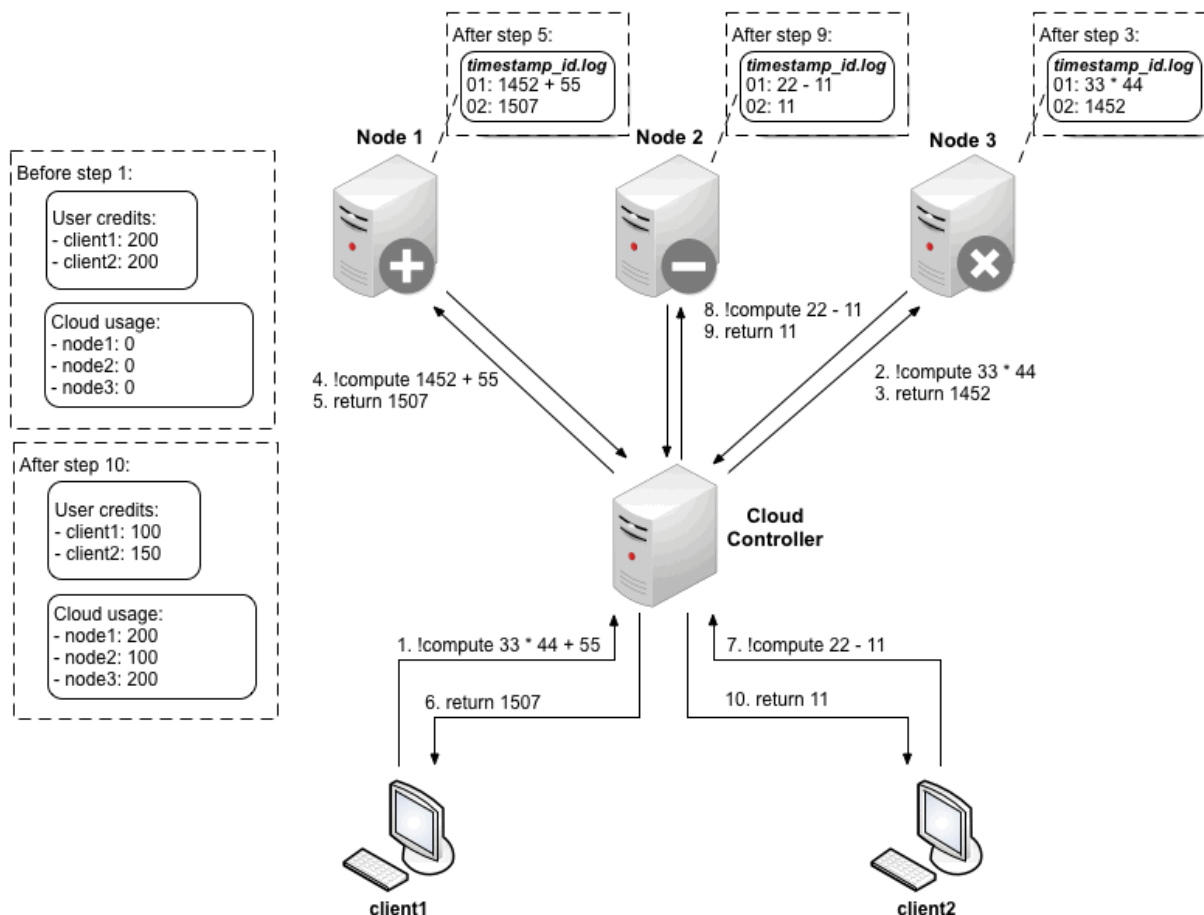 After step 5:
timestamp_id.log
01: 1452 + 55
02: 1507
After step 9:
timestamp_id.log
01: 22 - 11
02: 11
After step 3:
timestamp_id.log
01: 33 * 44
02: 1452
Node 1
Node 2
Node 3
Before step 1:
User credits:
- client1: 200
- client2: 200
Cloud usage:
- node1: 0
- node2: 0
- node3: 0
4. !compute 1452 + 55
5. return 1507
8. !compute 22 - 11
9. return 11
2. !compute 33 * 44
3. return 1452
After step 10:
User credits:
- client1: 100
- client2: 150
Cloud usage:
- node1: 200
- node2: 100
- node3: 200
Cloud
Controller
1. !compute 33 * 44 + 55
6. return 1507
7. !compute 22 - 11
10. return 11
client1
client2